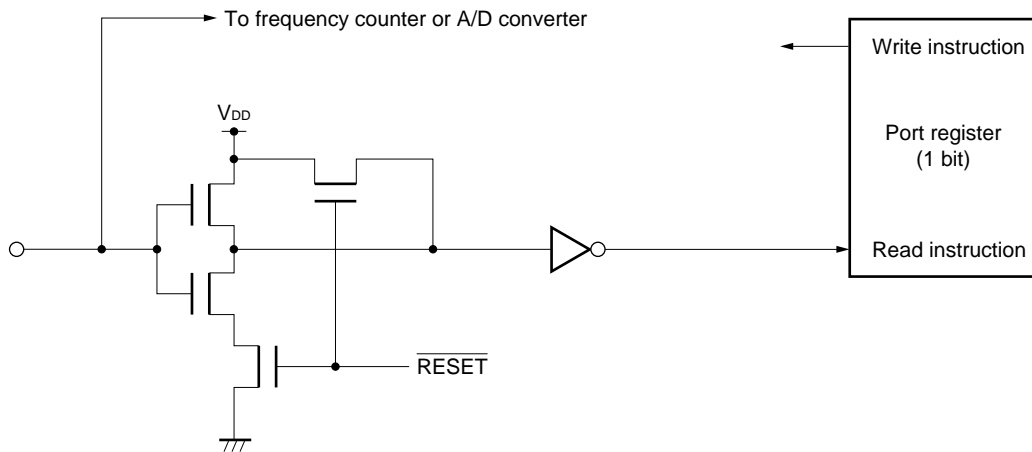 To frequency counter or A/D converter
Write instruction
VDD
Port register
(1 bit)
Read instruction
RESET